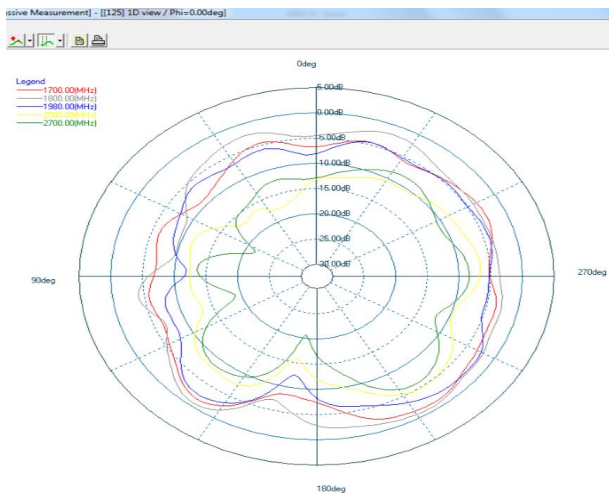 assive Measurement] - [[125] 1D view / Phi=0.00deg]
0deg
Legend
1700.00(MHz)
1800.00(MHz)
1980.00(MHz)
2700.00(MHz)
5.00dB
0.00dB
-5.00dB
-10.00dB
-15.00dB
-20.00dB
-25.00dB
-30.00dB
90deg
270deg
180deg